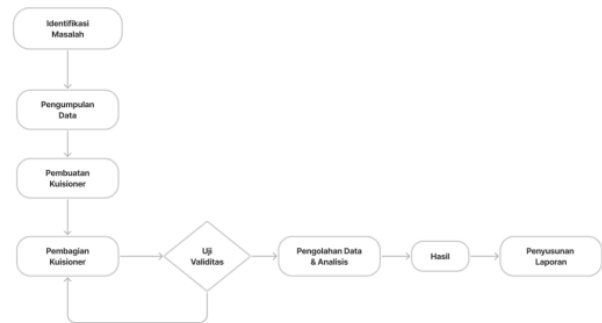 Identifikasi
Masalah
Pengumpulan
Data
Pembuatan
Kuisioner
Pembagian
Kuisioner
Uji
Validitas
Pengolahan Data
& Analisis
Hasil
Penyusunan
Laporan